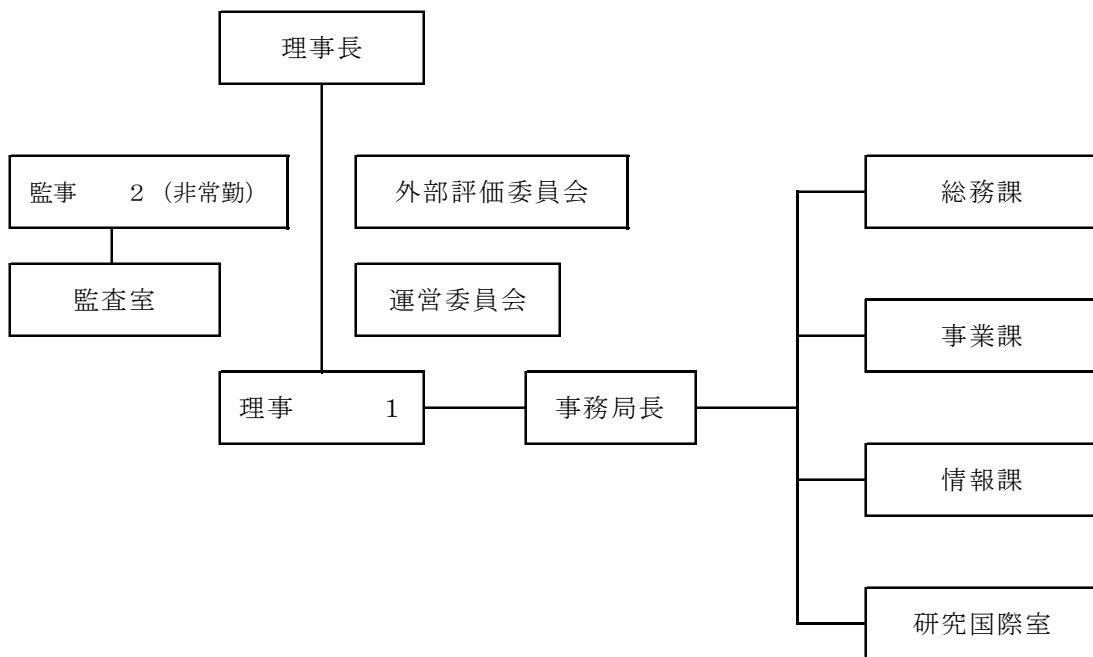 理事長
監事　　２（非常勤）
外部評価委員会
総務課
監査室
運営委員会
事業課
理事　　　１
事務局長
情報課
研究国際室